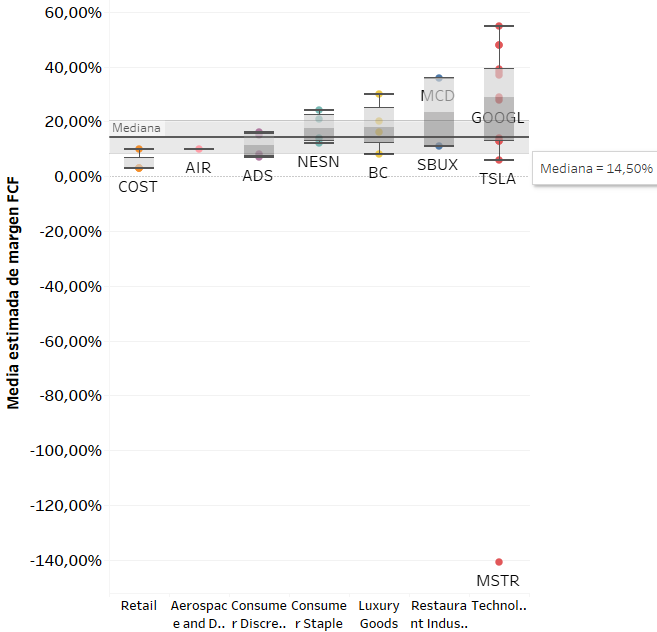 60,00%
40,00%
20,00%
0,00%
-20,00%
-40,00%
-60,00%
-80,00%
-100,00%
-120,00%
-140,00%
Media estimada de margen FCF
Mediana
COST
AIR
ADS
NESN
BC
MCD
SBUX
GOOGL
TSLA
MSTR
Mediana = 14,50%
Retail
Aerospac
e and D..
Consume
r Discre..
Consume
r Staple
Luxury
Goods
Restaura
nt Indus..
Technol..